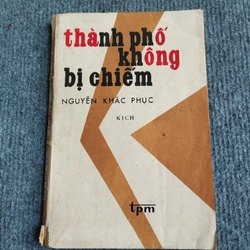 thành phố
không
bị chiếm
NGUYỄN KHẮC PHỤC
KỊCH
tpm